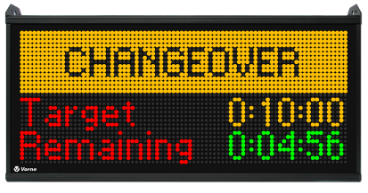 CHANGEOVER
Target 0:10:00
Remaining 0:04:56
Vorne